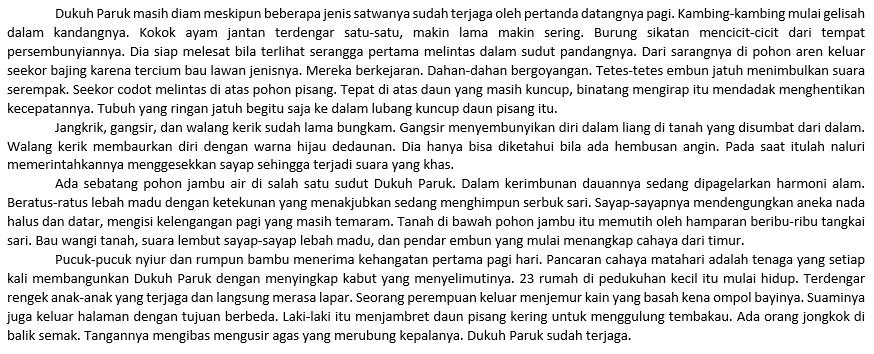 Dukuh Paruk masih diam meskipun beberapa jenis satwanya sudah terjaga oleh pertanda datangnya pagi. Kambing-kambing mulai gelisah
dalam kandangnya. Kokok ayam jantan terdengar satu-satu, makin lama makin sering. Burung sikatan mencicit-cicit dari tempat
persembunyiannya. Dia siap melesat bila terlihat serangga pertama melintas dalam sudut pandangnya. Dari sarangnya di pohon aren keluar
seekor bajing karena tercium bau lawan jenisnya. Mereka berkejaran. Dahan-dahan bergoyangan. Tetes-tetes embun jatuh menimbulkan suara
serempak. Seekor codot melintas di atas pohon pisang. Tepat di atas daun yang masih kuncup, binatang mengirap itu mendadak menghentikan
kecepatannya. Tubuh yang ringan jatuh begitu saja ke dalam lubang kuncup daun pisang itu.
Jangkrik, gangsir, dan walang kerik sudah lama bungkam. Gangsir menyembunyikan diri dalam liang di tanah yang disumbat dari dalam.
Walang kerik membaurkan diri dengan warna hijau dedaunan. Dia hanya bisa diketahui bila ada hembusan angin. Pada saat itulah naluri
memerintahkannya menggesekkan sayap sehingga terjadi suara yang khas.
Ada sebatang pohon jambu air di salah satu sudut Dukuh Paruk. Dalam kerimbunan dauannya sedang dipagelarkan harmoni alam.
Beratus-ratus lebah madu dengan ketekunan yang menakjubkan sedang menghimpun serbuk sari. Sayap-sayapnya mendengungkan aneka nada
halus dan datar, mengisi kelengangan pagi yang masih temaram. Tanah di bawah pohon jambu itu memutih oleh hamparan beribu-ribu tangkai
sari. Bau wangi tanah, suara lembut sayap-sayap lebah madu, dan pendar embun yang mulai menangkap cahaya dari timur.
Pucuk-pucuk nyiur dan rumpun bambu menerima kehangatan pertama pagi hari. Pancaran cahaya matahari adalah tenaga yang setiap
kali membangunkan Dukuh Paruk dengan menyingkap kabut yang menyelimutinya. 23 rumah di pedukuhan kecil itu mulai hidup. Terdengar
rengek anak-anak yang terjaga dan langsung merasa lapar. Seorang perempuan keluar menjemur kain yang basah kena ompol bayinya. Suaminya
juga keluar halaman dengan tujuan berbeda. Laki-laki itu menjambret daun pisang kering untuk menggulung tembakau. Ada orang jongkok di
balik semak. Tangannya mengibas mengusir agas yang merubung kepalanya. Dukuh Paruk sudah terjaga.